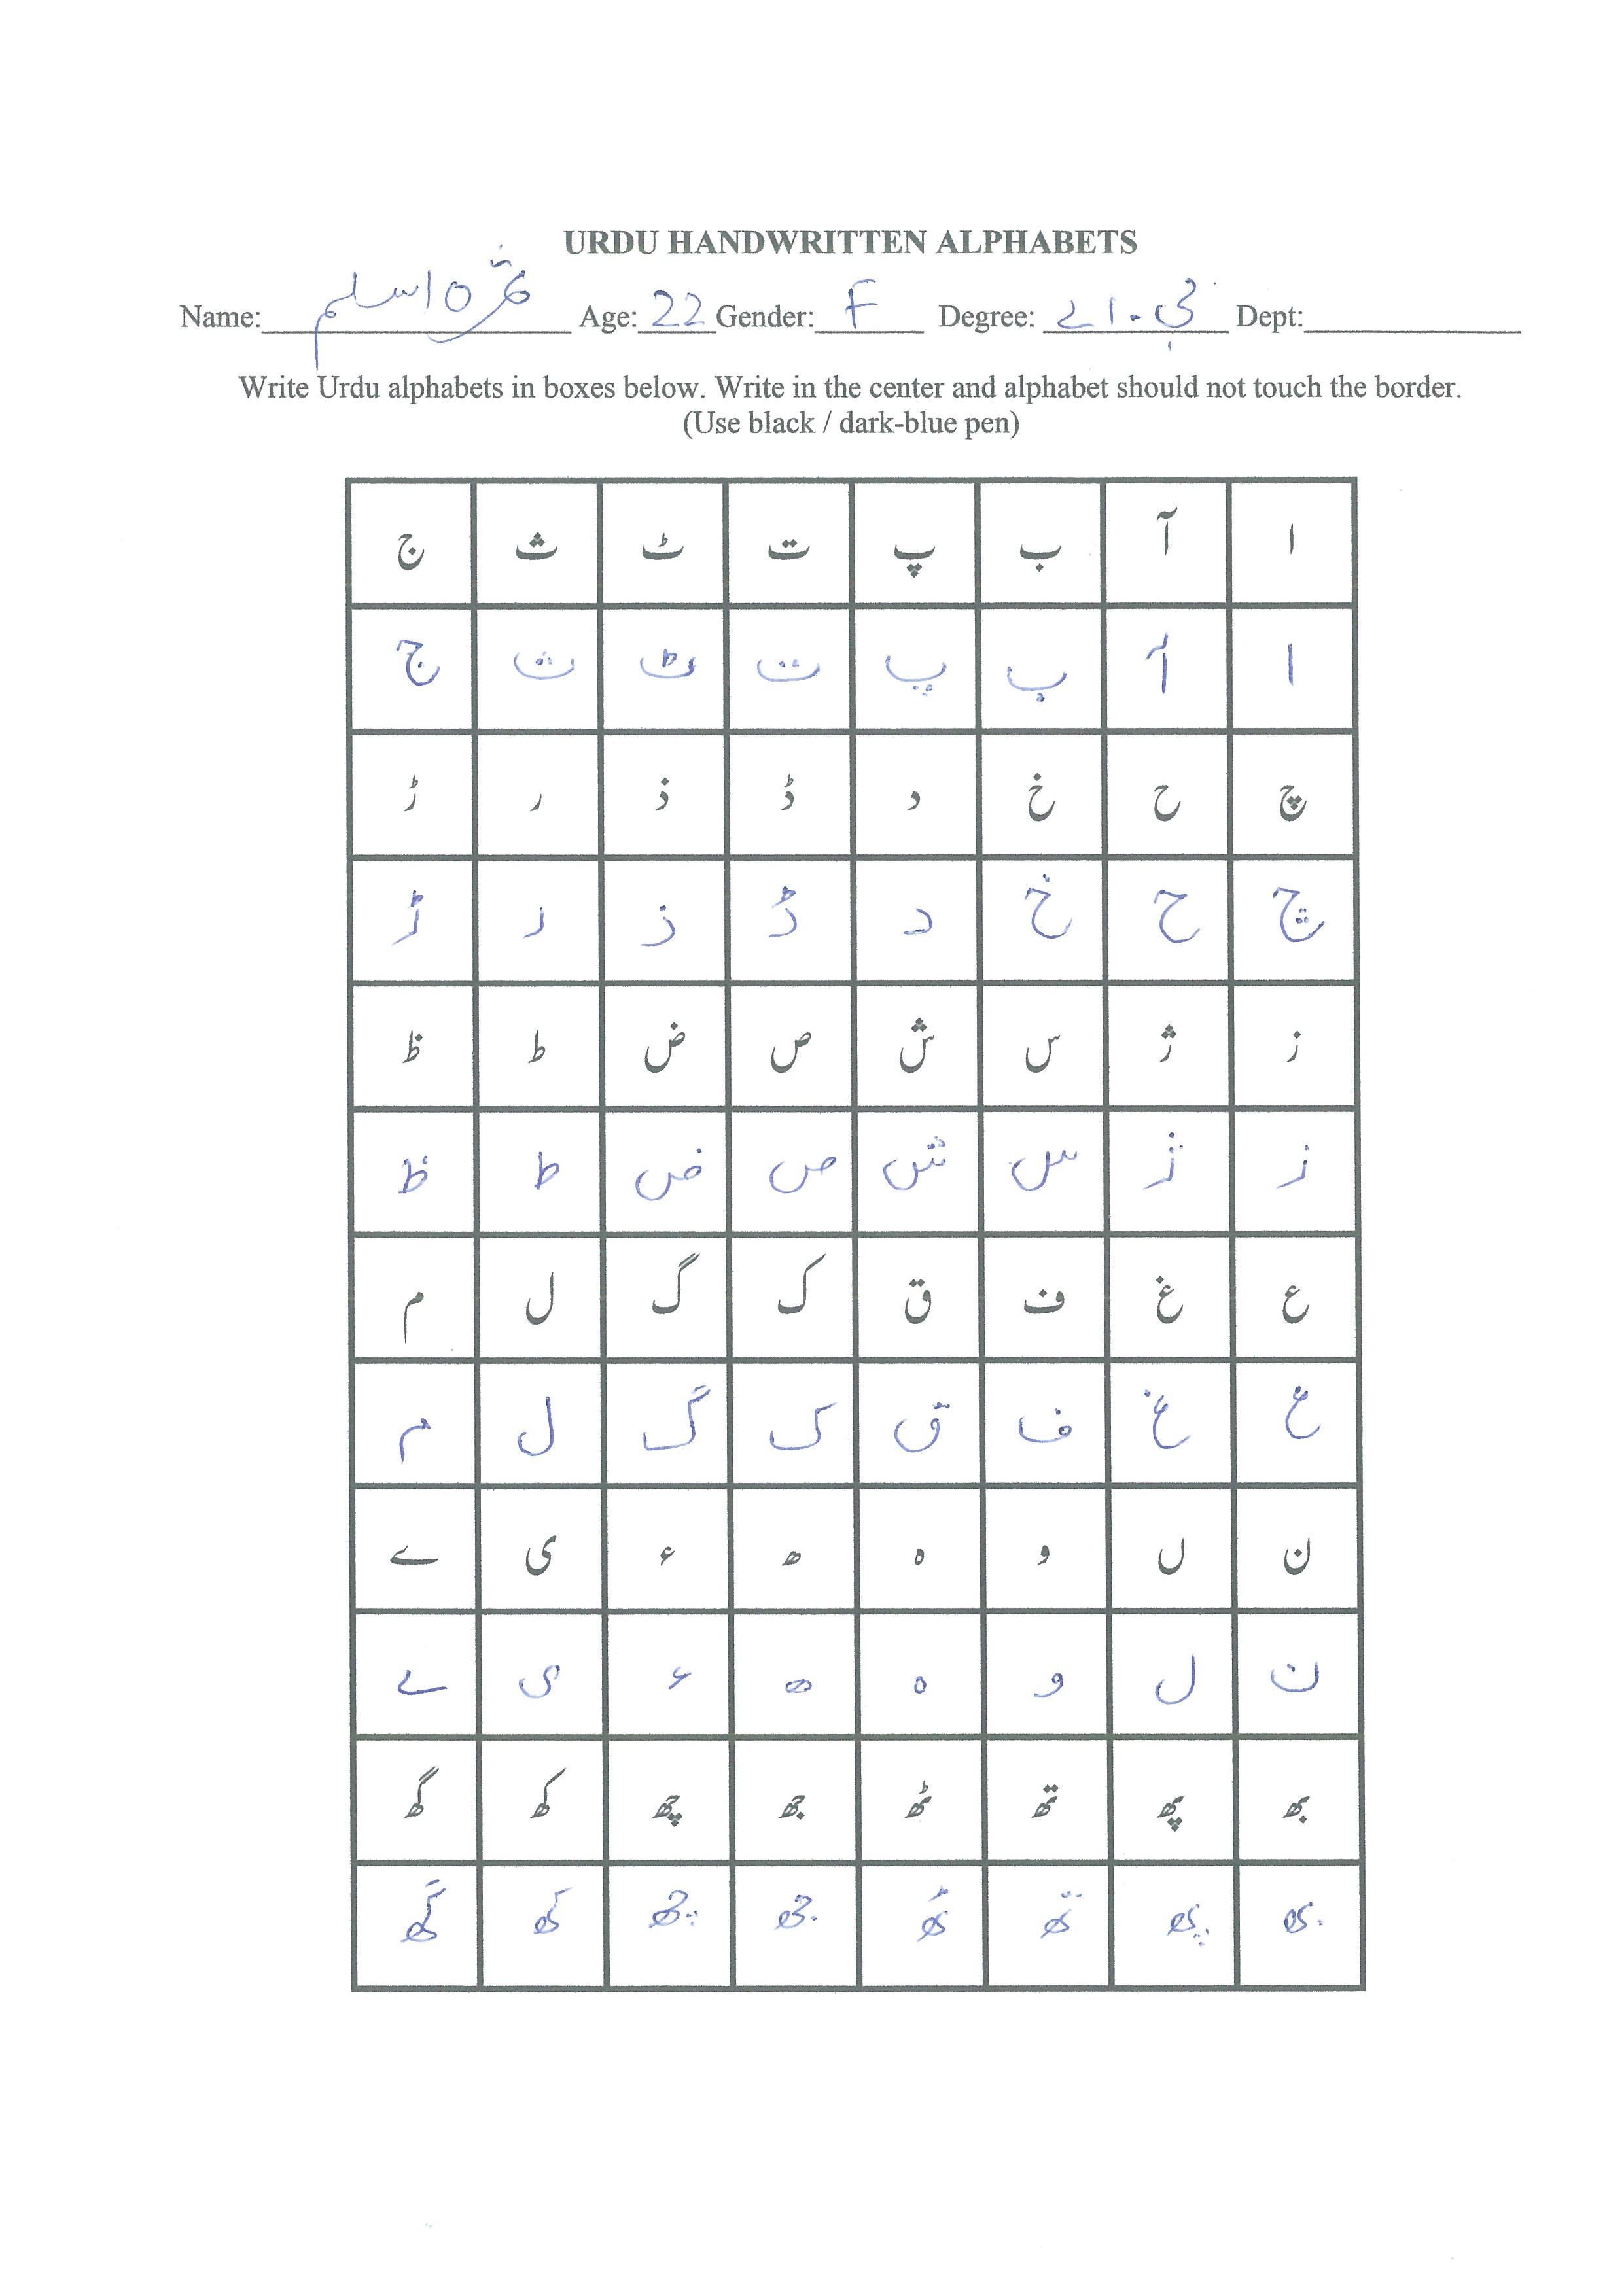 URDU HANDWRITTEN ALPHABETS
Name: اسلم Age: 22 Gender: F Degree: بی.اے Dept:
Write Urdu alphabets in boxes below. Write in the center and alphabet should not touch the border.
(Use black / dark-blue pen)
ا آ ب پ ت ٹ ث ج
ا آ ب پ ت ٹ ث ج
چ ح خ د ڈ ذ ر ڑ
چ ح خ د ڈ ذ ر ڑ
ز ژ س ش ص ض ط ظ
ز ژ س ش ص ض ط ظ
ع غ ف ق ک گ ل م
ع غ ف ق ک گ ل م
ن ں و ہ ھ ء ی ے
ن ں و ہ ھ ء ی ے
بھ پھ تھ ٹھ جھ چھ کھ گھ
بھ پھ تھ ٹھ جھ چھ کھ گھ